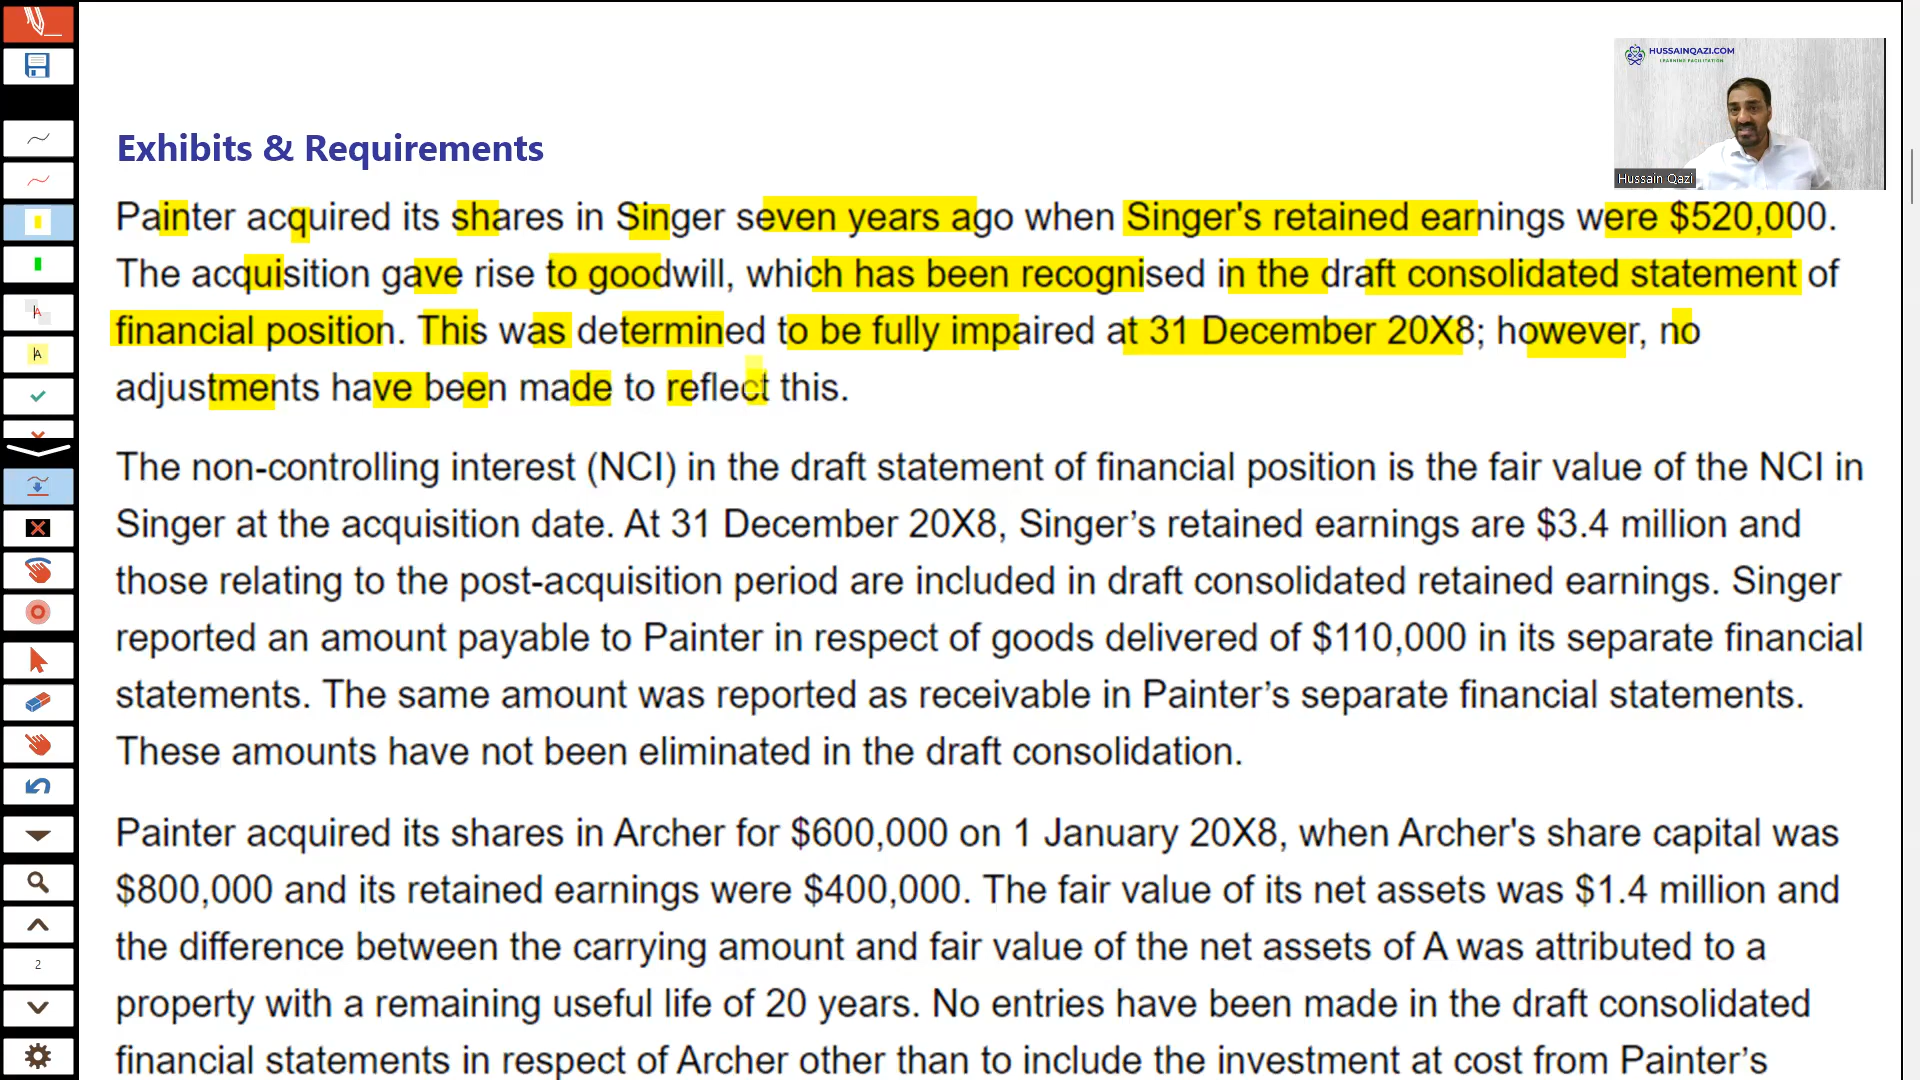 HUSSAINQAZI.COM
LEARNING FACILITATION
Hussain Qazi
Exhibits & Requirements
Painter acquired its shares in Singer seven years ago when Singer's retained earnings were $520,000.
The acquisition gave rise to goodwill, which has been recognised in the draft consolidated statement of
financial position. This was determined to be fully impaired at 31 December 20X8; however, no
adjustments have been made to reflect this.
The non-controlling interest (NCI) in the draft statement of financial position is the fair value of the NCI in
Singer at the acquisition date. At 31 December 20X8, Singer’s retained earnings are $3.4 million and
those relating to the post-acquisition period are included in draft consolidated retained earnings. Singer
reported an amount payable to Painter in respect of goods delivered of $110,000 in its separate financial
statements. The same amount was reported as receivable in Painter’s separate financial statements.
These amounts have not been eliminated in the draft consolidation.
Painter acquired its shares in Archer for $600,000 on 1 January 20X8, when Archer's share capital was
$800,000 and its retained earnings were $400,000. The fair value of its net assets was $1.4 million and
the difference between the carrying amount and fair value of the net assets of A was attributed to a
property with a remaining useful life of 20 years. No entries have been made in the draft consolidated
financial statements in respect of Archer other than to include the investment at cost from Painter’s
A
A
2